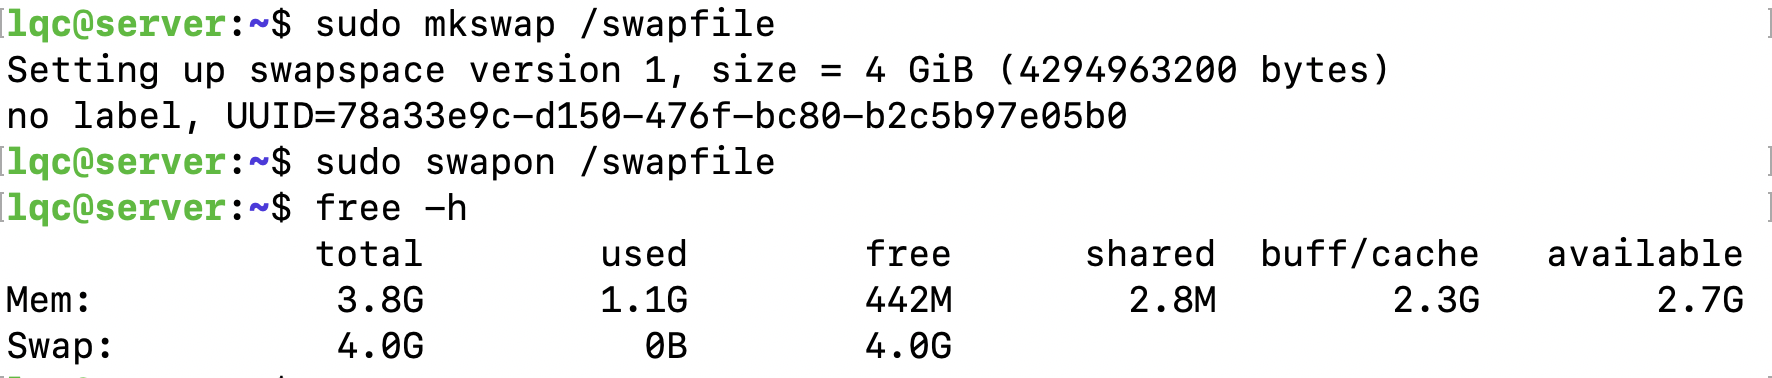 lqc@server:~$ sudo mkswap /swapfile
Setting up swapspace version 1, size = 4 GiB (4294963200 bytes)
no label, UUID=78a33e9c-d150-476f-bc80-b2c5b97e05b0
lqc@server:~$ sudo swapon /swapfile
lqc@server:~$ free -h
total used free shared buff/cache available
Mem: 3.8G 1.1G 442M 2.8M 2.3G 2.7G
Swap: 4.0G 0B 4.0G